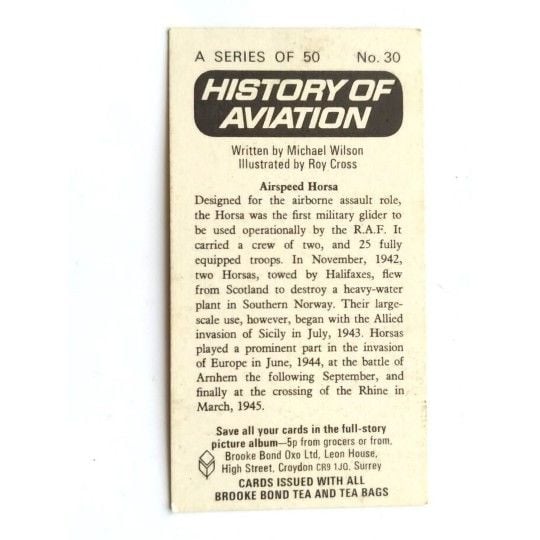 A SERIES OF 50 No. 30
HISTORY OF
AVIATION
Written by Michael Wilson
Illustrated by Roy Cross
Airspeed Horsa
Designed for the airborne assault role,
the Horsa was the first military glider to
be used operationally by the R.A.F. It
carried a crew of two, and 25 fully
equipped troops. In November, 1942,
two Horsas, towed by Halifaxes, flew
from Scotland to destroy a heavy-water
plant in Southern Norway. Their large-
scale use, however, began with the Allied
invasion of Sicily in July, 1943. Horsas
played a prominent part in the invasion
of Europe in June, 1944, at the battle of
Arnhem the following September, and
finally at the crossing of the Rhine in
March, 1945.
Save all your cards in the full-story
picture album—5p from grocers or from.
Brooke Bond Oxo Ltd, Leon House,
High Street, Croydon CR9 1JQ, Surrey
CARDS ISSUED WITH ALL
BROOKE BOND TEA AND TEA BAGS